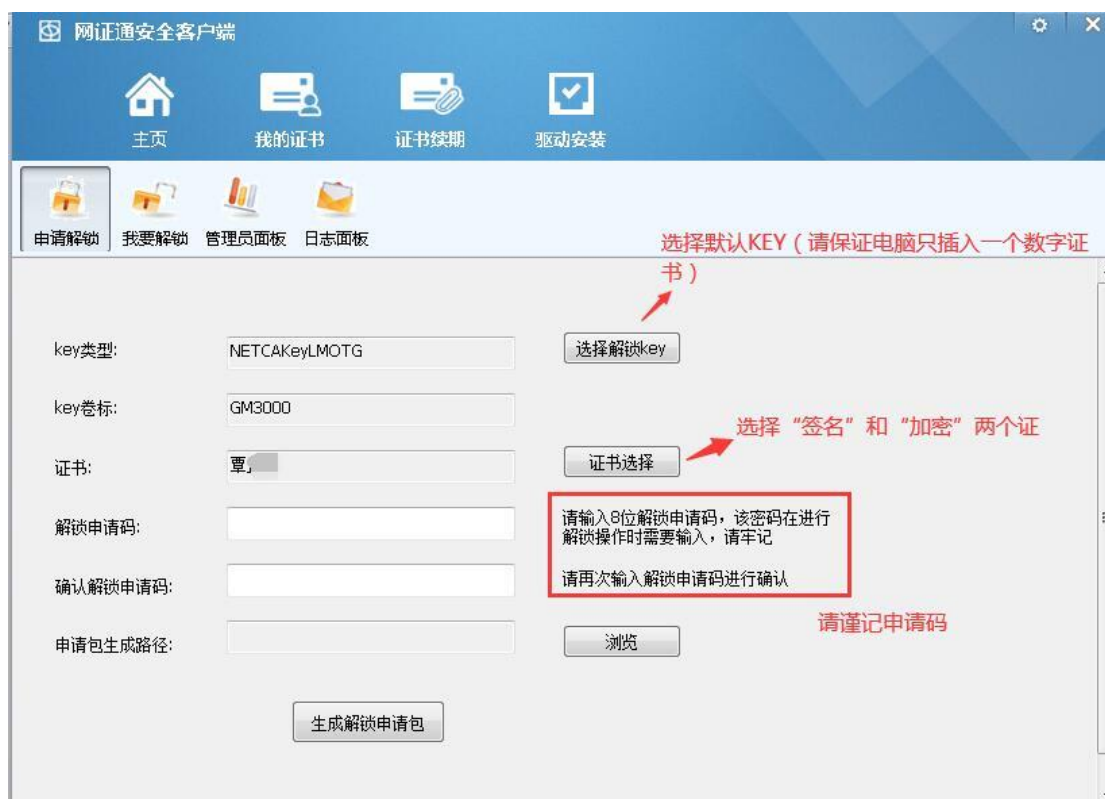 网证通安全客户端
主页 我的证书 证书续期 驱动安装
申请解锁 我要解锁 管理员面板 日志面板
选择默认KEY（请保证电脑只插入一个数字证
书）
key类型: NETCAKeyLMOTG 选择解锁key
key卷标: GM3000
选择“签名”和“加密”两个证
证书: 覃 证书选择
解锁申请码:
请输入8位解锁申请码，该密码在进行
解锁操作时需要输入，请牢记
确认解锁申请码:
请再次输入解锁申请码进行确认
请谨记申请码
申请包生成路径: 浏览
生成解锁申请包